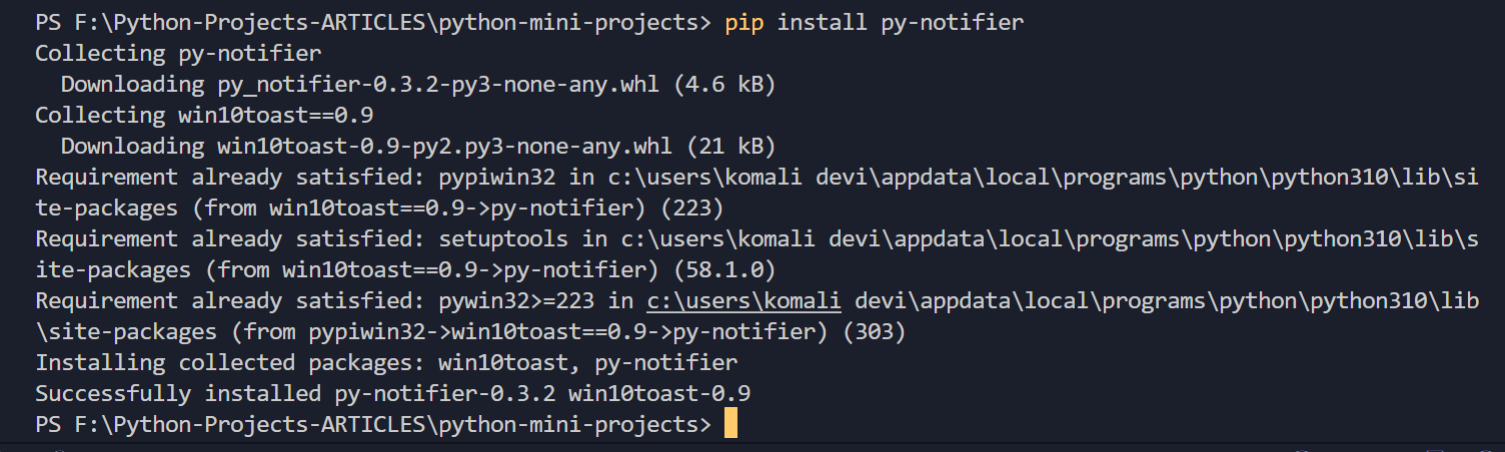 PS F:\Python-Projects-ARTICLES\python-mini-projects> pip install py-notifier
Collecting py-notifier
  Downloading py_notifier-0.3.2-py3-none-any.whl (4.6 kB)
Collecting win10toast==0.9
  Downloading win10toast-0.9-py2.py3-none-any.whl (21 kB)
Requirement already satisfied: pypiwin32 in c:\users\komali devi\appdata\local\programs\python\python310\lib\si
te-packages (from win10toast==0.9->py-notifier) (223)
Requirement already satisfied: setuptools in c:\users\komali devi\appdata\local\programs\python\python310\lib\s
ite-packages (from win10toast==0.9->py-notifier) (58.1.0)
Requirement already satisfied: pywin32>=223 in c:\users\komali devi\appdata\local\programs\python\python310\lib
\site-packages (from pypiwin32->win10toast==0.9->py-notifier) (303)
Installing collected packages: win10toast, py-notifier
Successfully installed py-notifier-0.3.2 win10toast-0.9
PS F:\Python-Projects-ARTICLES\python-mini-projects>